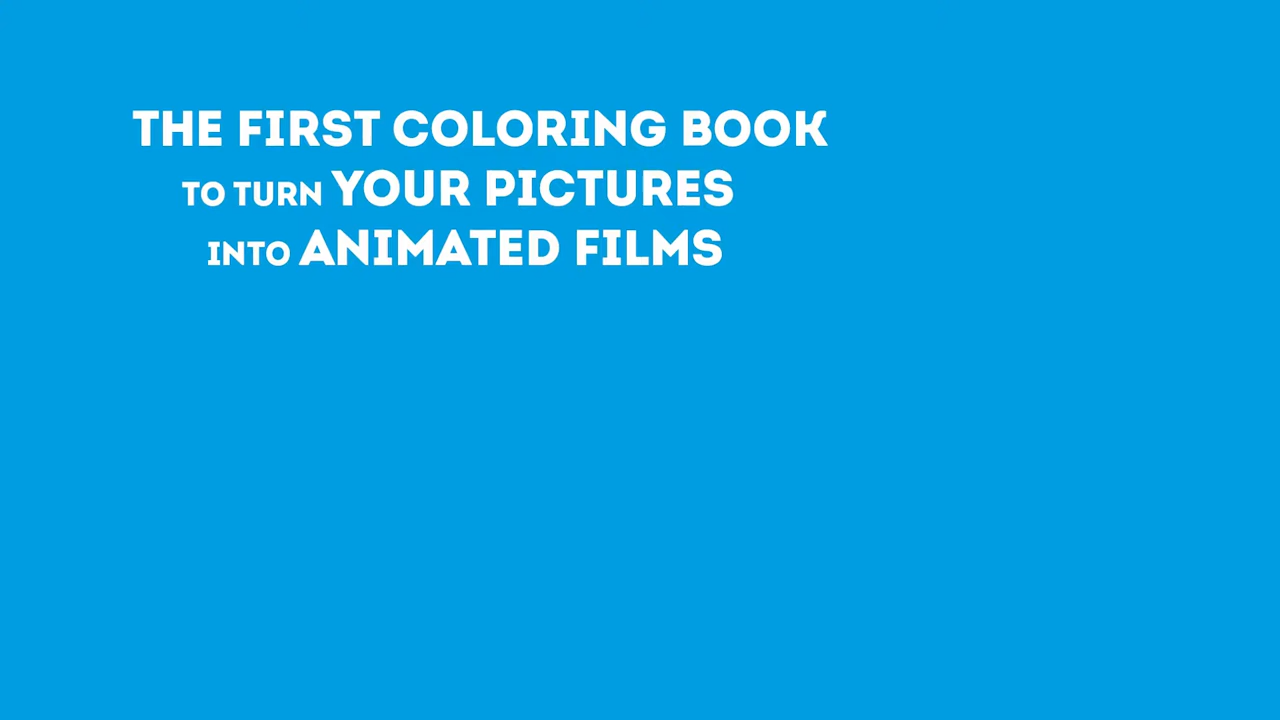 THE FIRST COLORING BOOK
TO TURN YOUR PICTURES
INTO ANIMATED FILMS